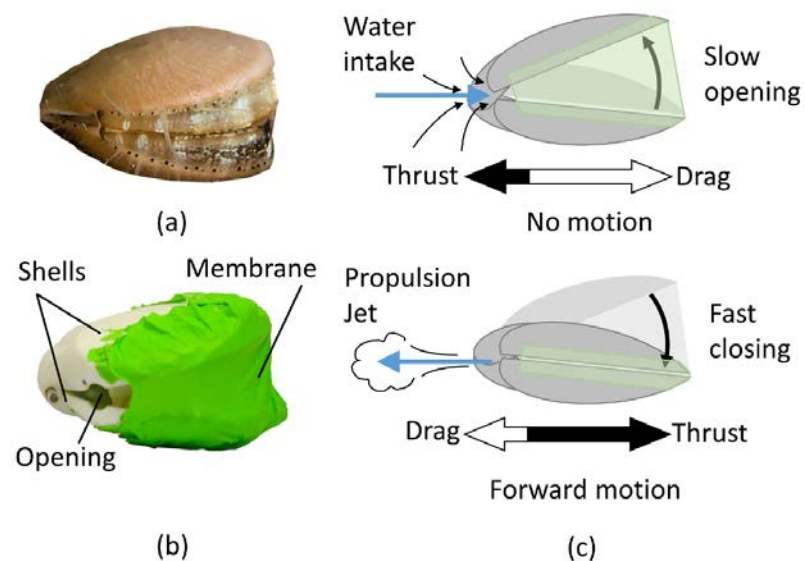 Water
intake
Slow
opening
Thrust
Drag
No motion
(a)
Shells
Membrane
Opening
(b)
Propulsion
Jet
Fast
closing
Drag
Thrust
Forward motion
(c)